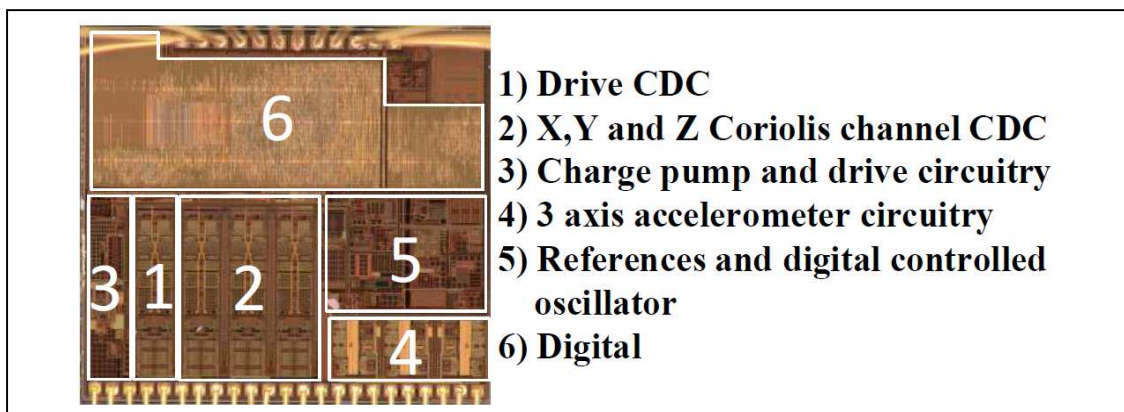 6
3
1
2
5
4
1) Drive CDC
2) X,Y and Z Coriolis channel CDC
3) Charge pump and drive circuitry
4) 3 axis accelerometer circuitry
5) References and digital controlled
oscillator
6) Digital